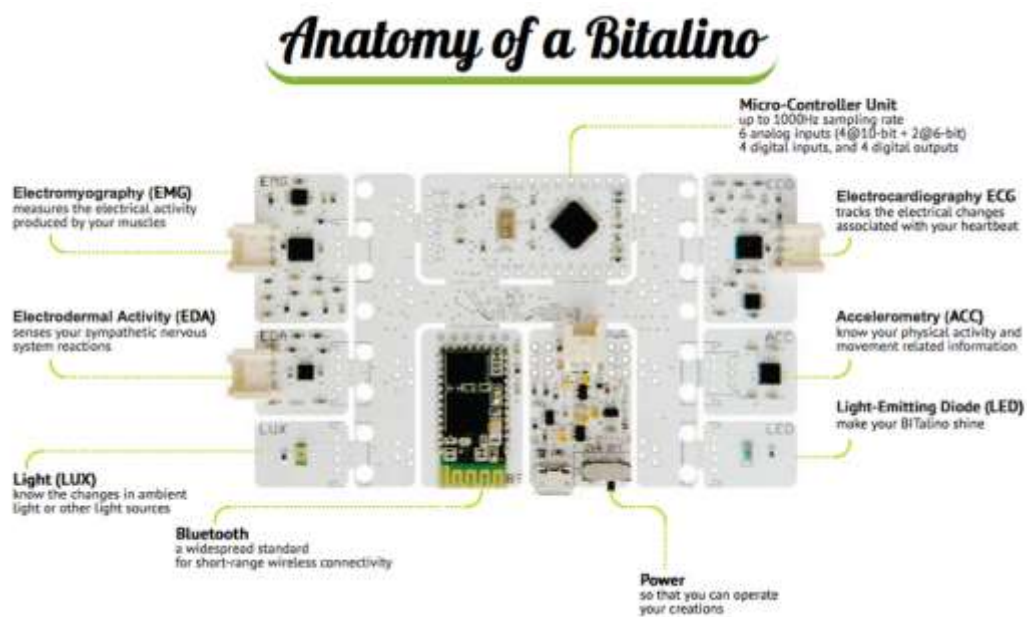 Anatomy of a Bitalino
Micro-Controller Unit
up to 1000Hz sampling rate
6 analog inputs (4@10-bit + 2@6-bit)
4 digital inputs, and 4 digital outputs
Electromyography (EMG)
measures the electrical activity
produced by your muscles
EMG
ECG
Electrocardiography ECG
tracks the electrical changes
associated with your heartbeat
Electrodermal Activity (EDA)
senses your sympathetic nervous
system reactions
EDA
ACC
Accelerometry (ACC)
know your physical activity and
movement related information
LUX
LED
Light-Emitting Diode (LED)
make your BITalino shine
Light (LUX)
know the changes in ambient
light or other light sources
BT
Bluetooth
a widespread standard
for short-range wireless connectivity
Power
so that you can operate
your creations